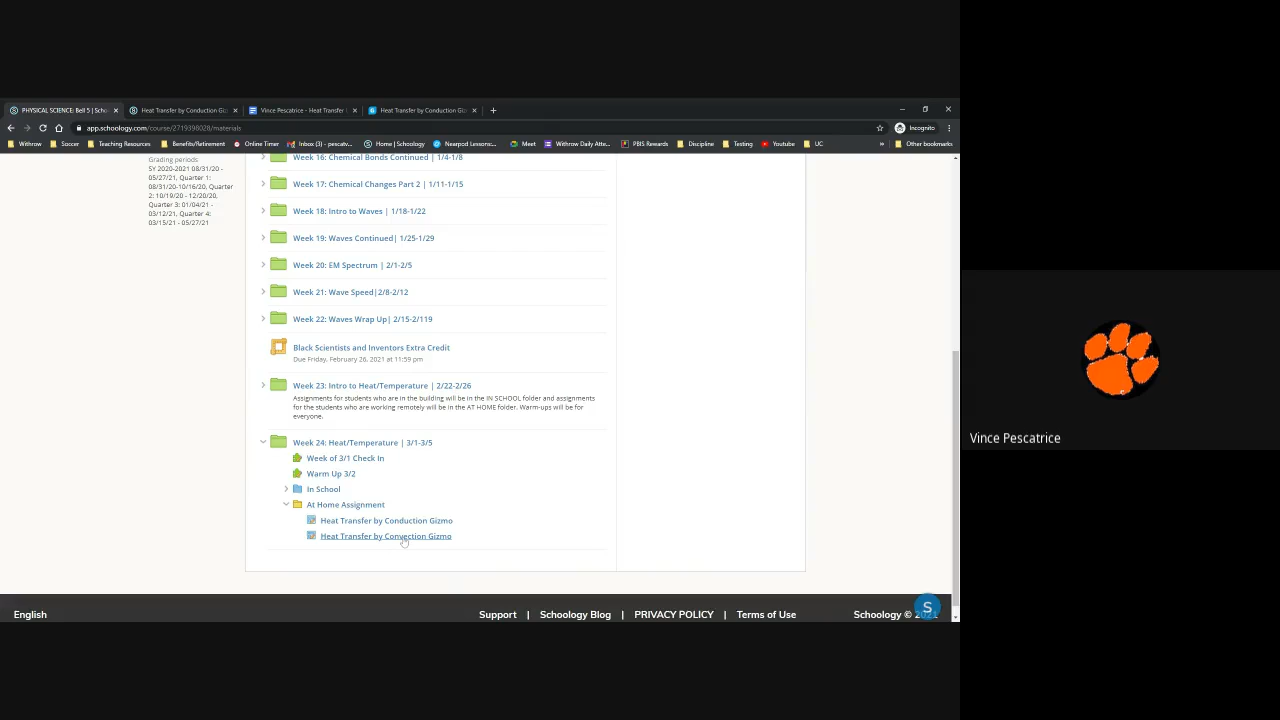 PHYSICAL SCIENCE: Bell 5 | Scho
Heat Transfer by Conduction Giz
Vince Pescatrice - Heat Transfer
Heat Transfer by Conduction Giz
app.schoology.com/course/2719398028/materials
Incognito
Withrow
Soccer
Teaching Resources
Benefits/Retirement
Online Timer
Inbox (3) - pescatv...
Home | Schoology
Nearpod Lessons:...
Meet
Withrow Daily Atte...
PBIS Rewards
Discipline
Testing
Youtube
UC
»
Other bookmarks
Grading periods
SY 2020-2021 08/31/20 -
05/27/21, Quarter 1:
08/31/20-10/16/20, Quarter
2: 10/19/20 - 12/20/20,
Quarter 3: 01/04/21 -
03/12/21, Quarter 4:
03/15/21 - 05/27/21
Week 16: Chemical Bonds Continued | 1/4-1/8
Week 17: Chemical Changes Part 2 | 1/11-1/15
Week 18: Intro to Waves | 1/18-1/22
Week 19: Waves Continued| 1/25-1/29
Week 20: EM Spectrum | 2/1-2/5
Week 21: Wave Speed|2/8-2/12
Week 22: Waves Wrap Up| 2/15-2/119
Black Scientists and Inventors Extra Credit
Due Friday, February 26, 2021 at 11:59 pm
Week 23: Intro to Heat/Temperature | 2/22-2/26
Assignments for students who are in the building will be in the IN SCHOOL folder and assignments
for the students who are working remotely will be in the AT HOME folder. Warm-ups will be for
everyone.
Week 24: Heat/Temperature | 3/1-3/5
Week of 3/1 Check In
Warm Up 3/2
In School
At Home Assignment
Heat Transfer by Conduction Gizmo
Heat Transfer by Convection Gizmo
English
Support | Schoology Blog | PRIVACY POLICY | Terms of Use
Schoology © 2021
S
Vince Pescatrice